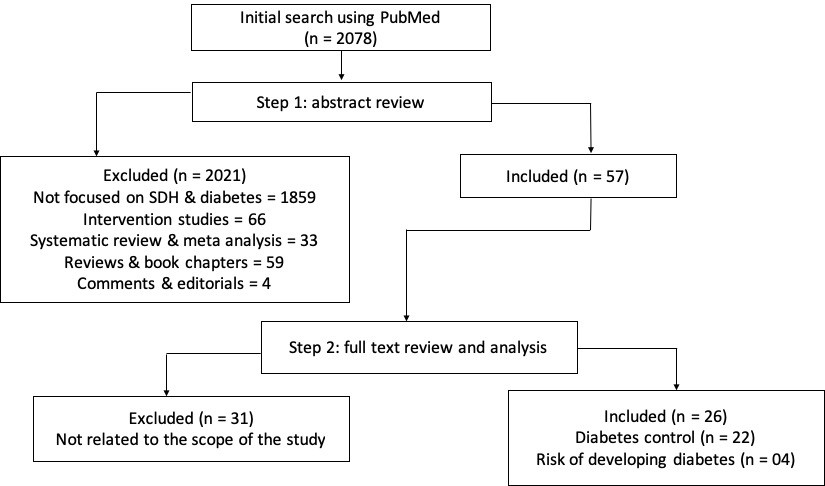 Initial search using PubMed
(n = 2078)
Step 1: abstract review
Excluded (n = 2021)
Not focused on SDH & diabetes = 1859
Intervention studies = 66
Systematic review & meta analysis = 33
Reviews & book chapters = 59
Comments & editorials = 4
Included (n = 57)
Step 2: full text review and analysis
Excluded (n = 31)
Not related to the scope of the study
Included (n = 26)
Diabetes control (n = 22)
Risk of developing diabetes (n = 04)